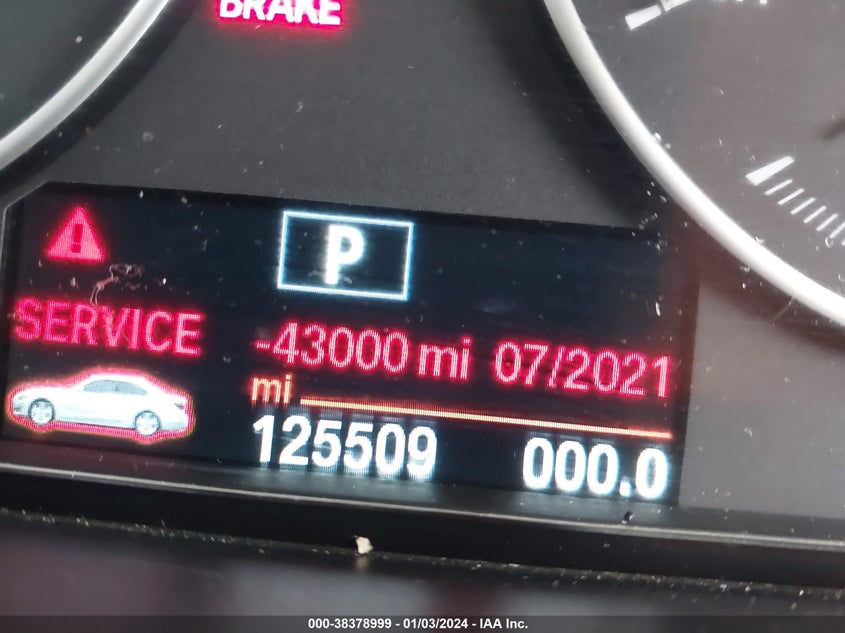 BRAKE
P
SERVICE -43000 mi 07/2021
mi
125509 000.0
000-38378999 - 01/03/2024 - IAA Inc.